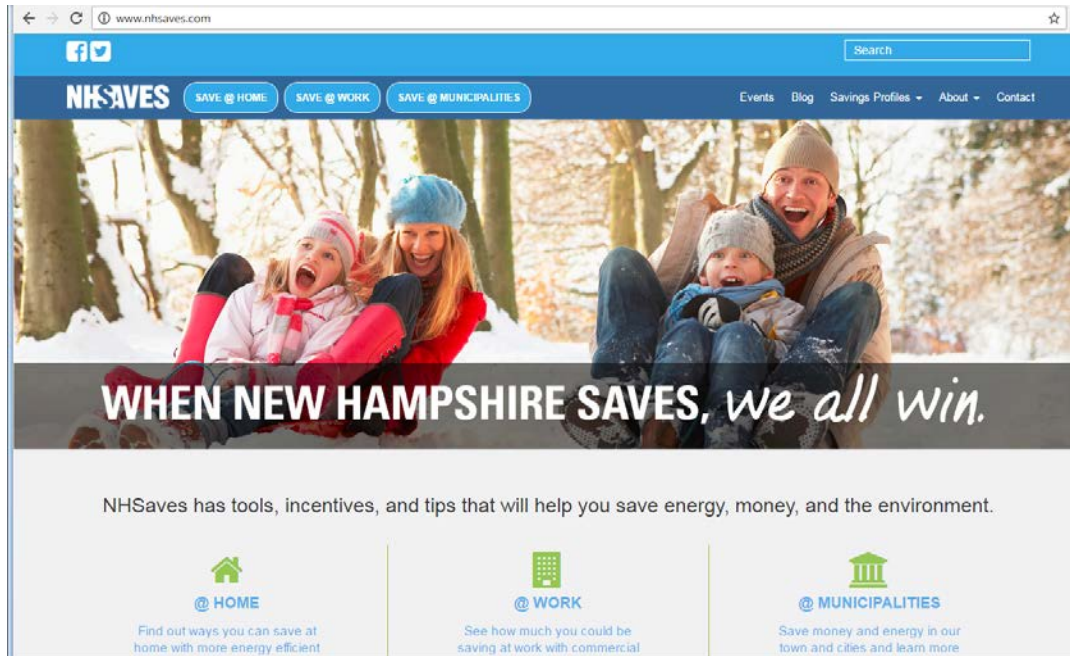 www.nhsaves.com
Search
NHSAVES SAVE @ HOME SAVE @ WORK SAVE @ MUNICIPALITIES Events Blog Savings Profiles About Contact
WHEN NEW HAMPSHIRE SAVES, we all win.
NHSaves has tools, incentives, and tips that will help you save energy, money, and the environment.
@ HOME
Find out ways you can save at
home with more energy efficient
@ WORK
See how much you could be
saving at work with commercial
@ MUNICIPALITIES
Save money and energy in our
town and cities and learn more